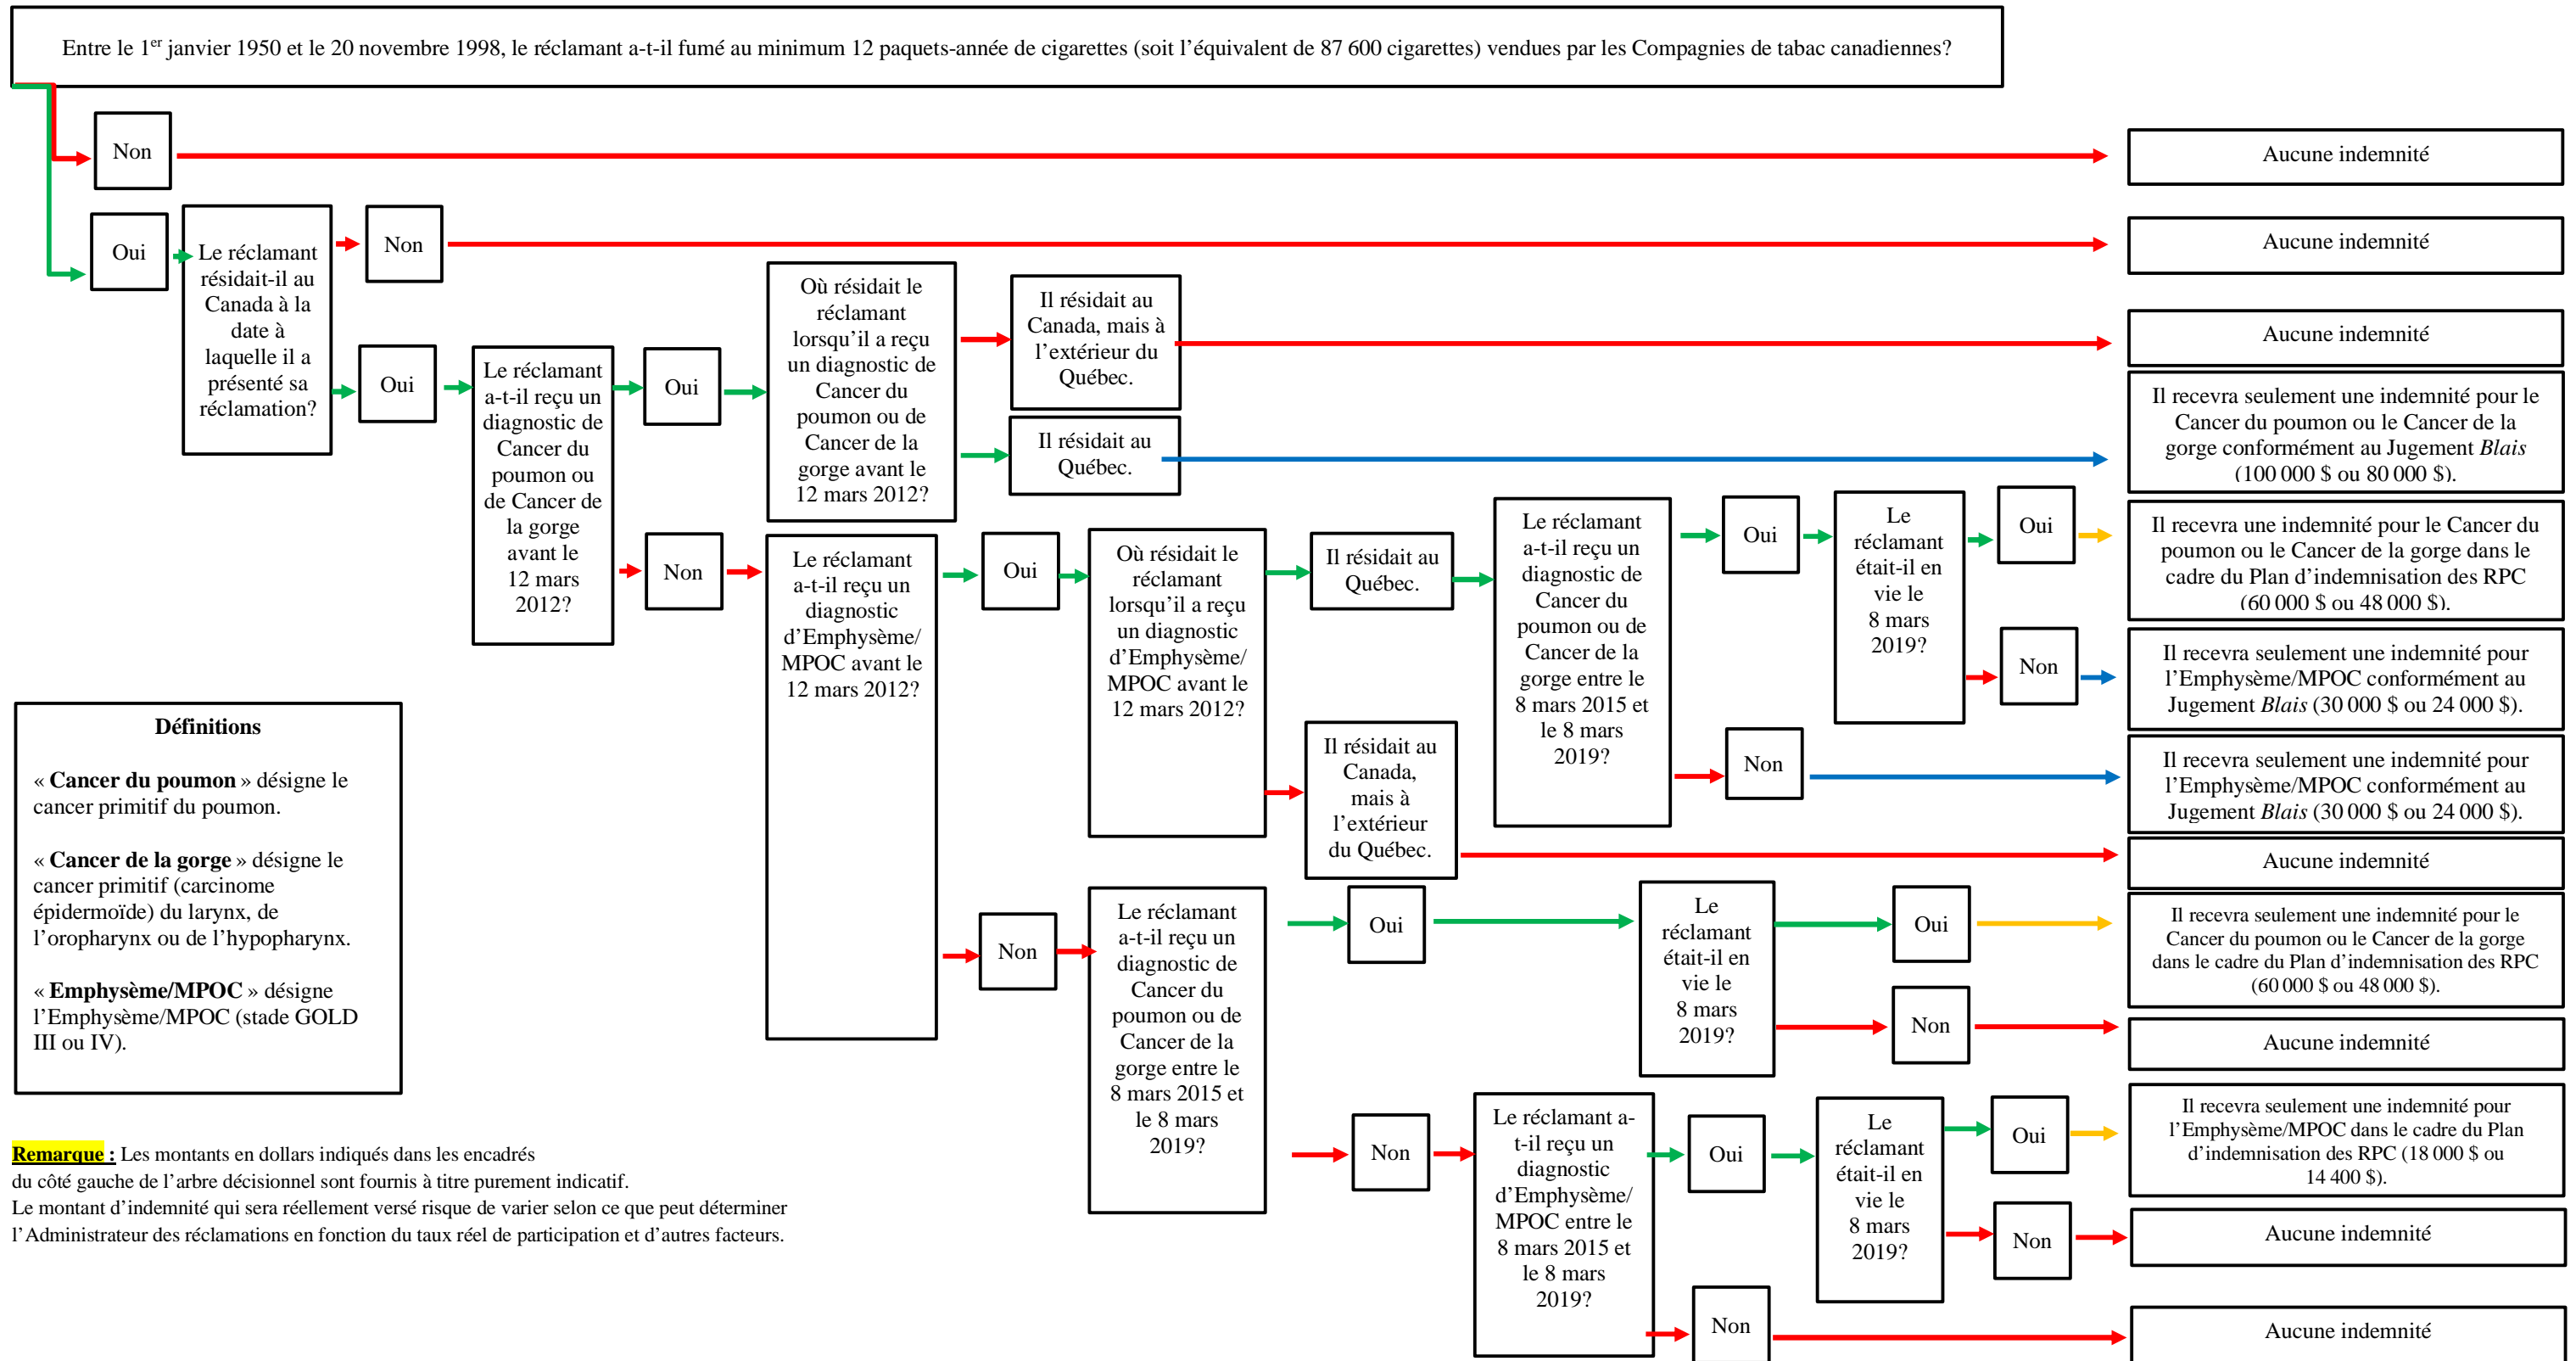 Entre le 1er janvier 1950 et le 20 novembre 1998, le réclamant a-t-il fumé au minimum 12 paquets-année de cigarettes (soit l’équivalent de 87 600 cigarettes) vendues par les Compagnies de tabac canadiennes?
Non
Aucune indemnité
Oui
Le réclamant
résidait-il au
Canada à la
date à
laquelle il a
présenté sa
réclamation?
Non
Aucune indemnité
Oui
Le réclamant
a-t-il reçu un
diagnostic de
Cancer du
poumon ou
de Cancer de
la gorge
avant le
12 mars
2012?
Oui
Où résidait le
réclamant
lorsqu’il a reçu
un diagnostic de
Cancer du
poumon ou de
Cancer de la
gorge avant le
12 mars 2012?
Il résidait au
Canada, mais à
l’extérieur du
Québec.
Aucune indemnité
Il résidait au
Québec.
Il recevra seulement une indemnité pour le
Cancer du poumon ou le Cancer de la
gorge conformément au Jugement Blais
(100 000 $ ou 80 000 $).
Non
Le réclamant
a-t-il reçu un
diagnostic
d’Emphysème/
MPOC avant le
12 mars 2012?
Oui
Où résidait le
réclamant
lorsqu’il a reçu
un diagnostic
d’Emphysème/
MPOC avant le
12 mars 2012?
Il résidait au
Québec.
Le réclamant
a-t-il reçu un
diagnostic de
Cancer du
poumon ou de
Cancer de la
gorge entre le
8 mars 2015 et
le 8 mars
2019?
Oui
Le
réclamant
était-il en
vie le
8 mars
2019?
Oui
Il recevra une indemnité pour le Cancer du
poumon ou le Cancer de la gorge dans le
cadre du Plan d’indemnisation des RPC
(60 000 $ ou 48 000 $).
Non
Il recevra seulement une indemnité pour
l’Emphysème/MPOC conformément au
Jugement Blais (30 000 $ ou 24 000 $).
Non
Il recevra seulement une indemnité pour
l’Emphysème/MPOC conformément au
Jugement Blais (30 000 $ ou 24 000 $).
Il résidait au
Canada,
mais à
l’extérieur
du Québec.
Aucune indemnité
Non
Le réclamant
a-t-il reçu un
diagnostic de
Cancer du
poumon ou de
Cancer de la
gorge entre le
8 mars 2015 et
le 8 mars
2019?
Oui
Le
réclamant
était-il en
vie le
8 mars
2019?
Oui
Il recevra seulement une indemnité pour le
Cancer du poumon ou le Cancer de la gorge
dans le cadre du Plan d’indemnisation des RPC
(60 000 $ ou 48 000 $).
Non
Aucune indemnité
Non
Le réclamant a-
t-il reçu un
diagnostic
d’Emphysème/
MPOC entre le
8 mars 2015 et
le 8 mars
2019?
Oui
Le
réclamant
était-il en
vie le
8 mars
2019?
Oui
Il recevra seulement une indemnité pour
l’Emphysème/MPOC dans le cadre du Plan
d’indemnisation des RPC (18 000 $ ou
14 400 $).
Non
Aucune indemnité
Non
Aucune indemnité
Définitions
« Cancer du poumon » désigne le
cancer primitif du poumon.
« Cancer de la gorge » désigne le
cancer primitif (carcinome
épidermoïde) du larynx, de
l’oropharynx ou de l’hypopharynx.
« Emphysème/MPOC » désigne
l’Emphysème/MPOC (stade GOLD
III ou IV).
Remarque : Les montants en dollars indiqués dans les encadrés
du côté gauche de l’arbre décisionnel sont fournis à titre purement indicatif.
Le montant d’indemnité qui sera réellement versé risque de varier selon ce que peut déterminer
l’Administrateur des réclamations en fonction du taux réel de participation et d’autres facteurs.